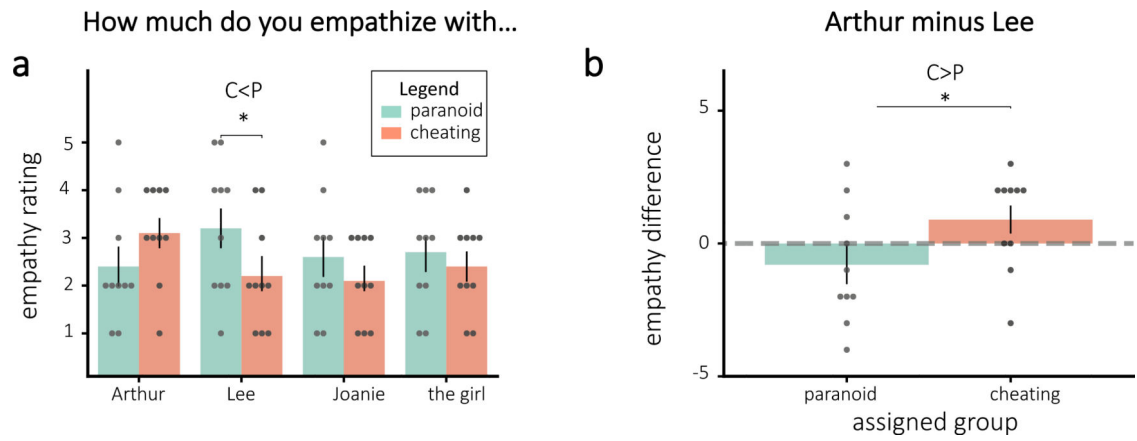 How much do you empathize with...
Arthur minus Lee
a
C<P
*
Legend
paranoid
cheating
empathy rating
5
4
3
2
1
Arthur
Lee
Joanie
the girl
b
C>P
*
empathy difference
5
0
-5
paranoid
cheating
assigned group